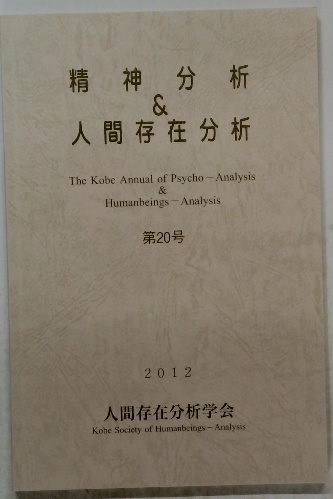 精神分析
&
人間存在分析
The Kobe Annual of Psycho－Analysis
&
Humanbeings－Analysis
第20号
2012
人間存在分析学会
Kobe Society of Humanbeings－Analysis